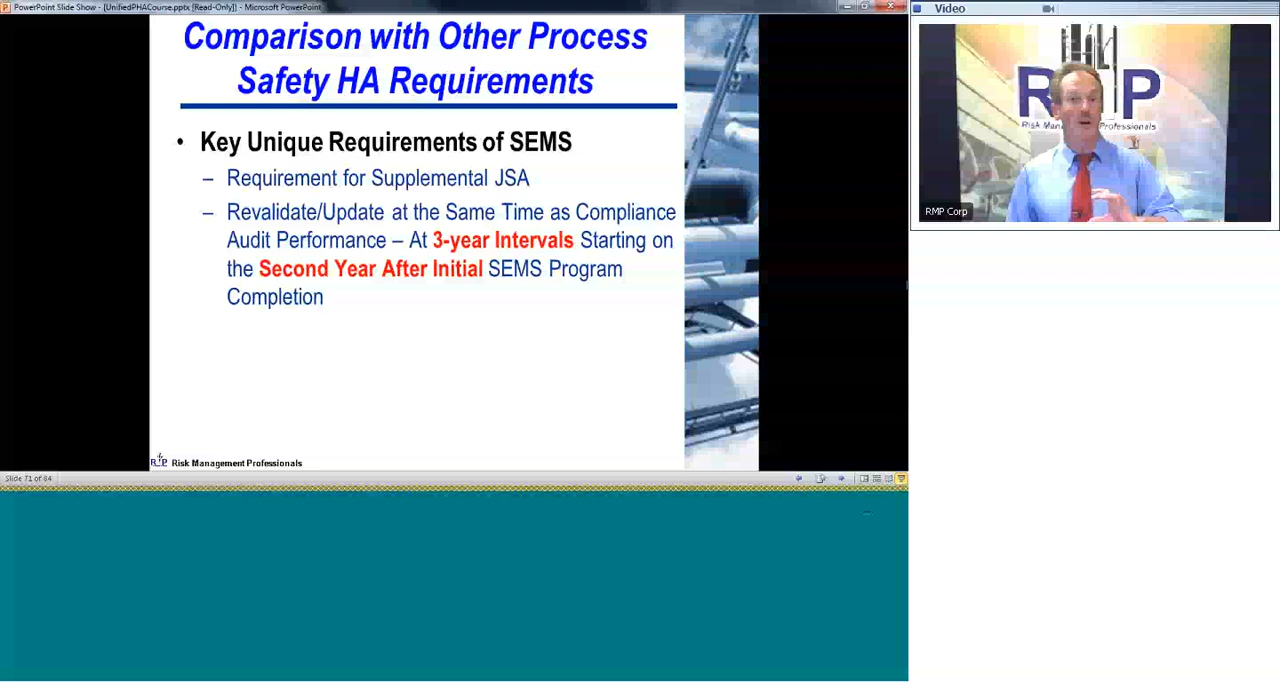 PowerPoint Slide Show - [UnifiedPHACourse.pptx [Read-Only]] - Microsoft PowerPoint
Video
Comparison with Other Process
Safety HA Requirements
• Key Unique Requirements of SEMS
– Requirement for Supplemental JSA
– Revalidate/Update at the Same Time as Compliance
Audit Performance – At 3-year Intervals Starting on
the Second Year After Initial SEMS Program
Completion
RMP Risk Management Professionals
Slide 71 of 84
R P
Risk Man Professionals
RMP Corp